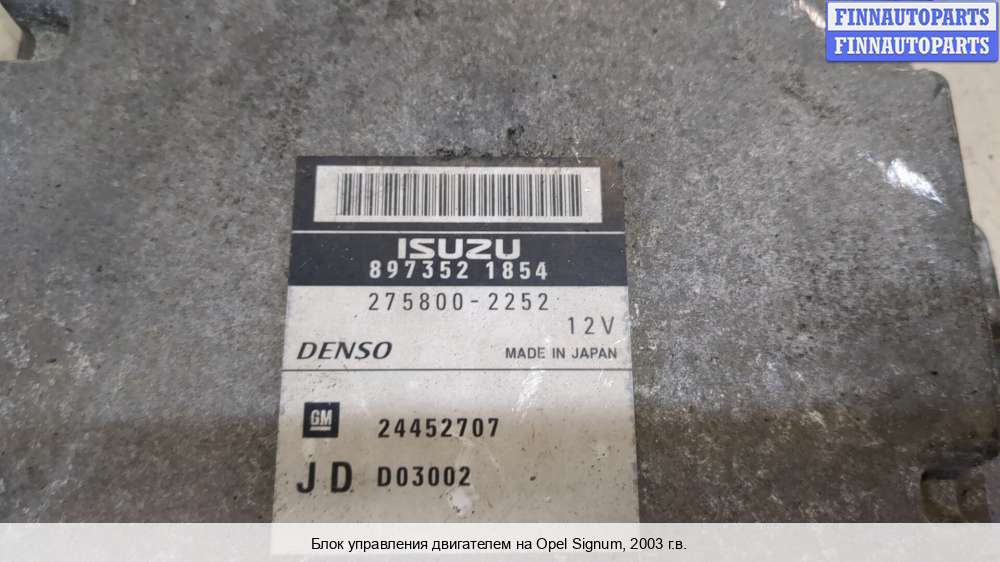 FINNAUTOPARTS
FINNAUTOPARTS
ISUZU
897352 1854
275800-2252
12V
DENSO MADE IN JAPAN
GM 24452707
JD D03002
Блок управления двигателем на Opel Signum, 2003 г.в.